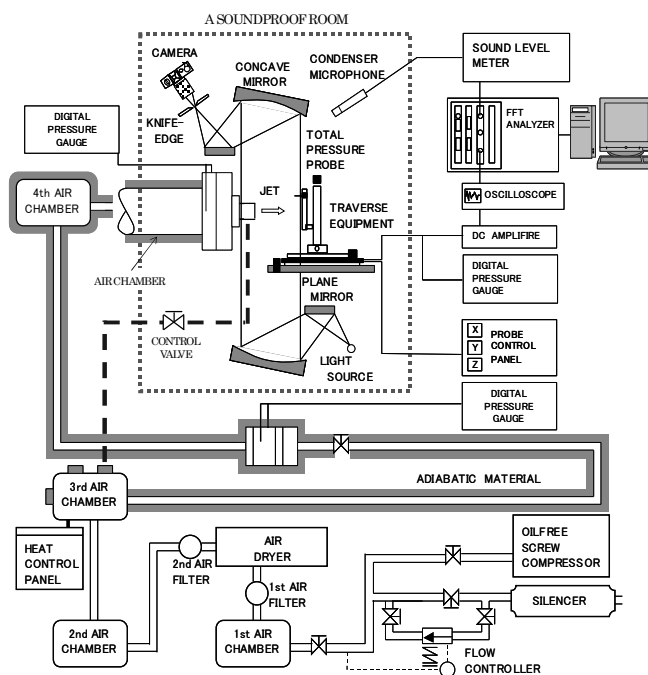 A SOUNDPROOF ROOM
CAMERA
CONCAVE
MIRROR
CONDENSER
MICROPHONE
SOUND LEVEL
METER
KNIFE-
EDGE
DIGITAL
PRESSURE
GAUGE
FFT
ANALYZER
TOTAL
PRESSURE
PROBE
4th AIR
CHAMBER
JET
TRAVERSE
EQUIPMENT
OSCILLOSCOPE
DC AMPLIFIRE
AIR CHAMBER
DIGITAL
PRESSURE
GAUGE
PLANE
MIRROR
CONTROL
VALVE
LIGHT
SOURCE
X
Y
Z
PROBE
CONTROL
PANEL
DIGITAL
PRESSURE
GAUGE
ADIABATIC MATERIAL
3rd AIR
CHAMBER
HEAT
CONTROL
PANEL
2nd AIR
FILTER
AIR
DRYER
1st AIR
FILTER
OILFREE
SCREW
COMPRESSOR
SILENCER
2nd AIR
CHAMBER
1st AIR
CHAMBER
FLOW
CONTROLLER